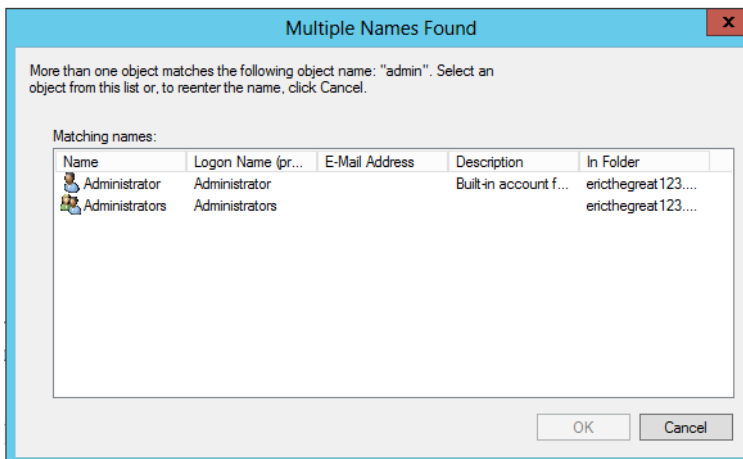 Multiple Names Found
x
More than one object matches the following object name: "admin". Select an
object from this list or, to reenter the name, click Cancel.
Matching names:
Name Logon Name (pr... E-Mail Address Description In Folder
Administrator Administrator Built-in account f... ericthegreat123....
Administrators Administrators ericthegreat123....
OK Cancel